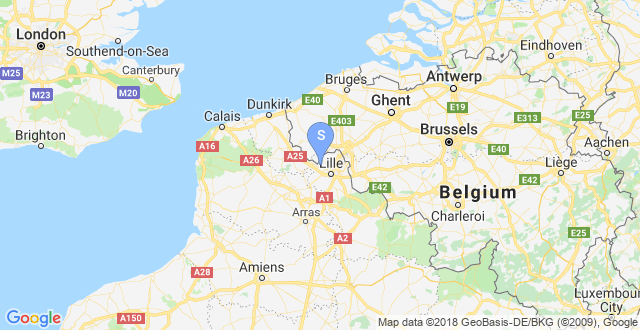 London
Southend-on-Sea
M25
Canterbury
M20
M23
Brighton
Eindhoven
Bruges
Antwerp
Dunkirk
E40
Ghent
E19
Calais
E403
E313
Brussels
Aachen
S
A16
A26
A25
E40
Lille
Liège
E42
E42
A1
Belgium
Arras
Charleroi
A2
E25
A28
Amiens
Luxembourg
City
A150
Google
Map data ©2018 GeoBasis-DE/BKG (©2009), Google